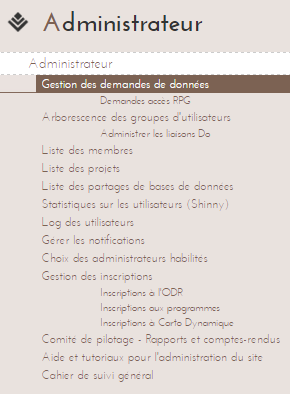 Administrateur
Administrateur
Gestion des demandes de données
Demandes accès RPG
Arborescence des groupes d'utilisateurs
Administrer les liaisons Do
Liste des membres
Liste des projets
Liste des partages de bases de données
Statistiques sur les utilisateurs (Shinny)
Log des utilisateurs
Gérer les notifications
Choix des administrateurs habilités
Gestion des inscriptions
Inscriptions à l'ODR
Inscriptions aux programmes
Inscriptions à Carto Dynamique
Comité de pilotage - Rapports et comptes-rendus
Aide et tutoriaux pour l'administration du site
Cahier de suivi général